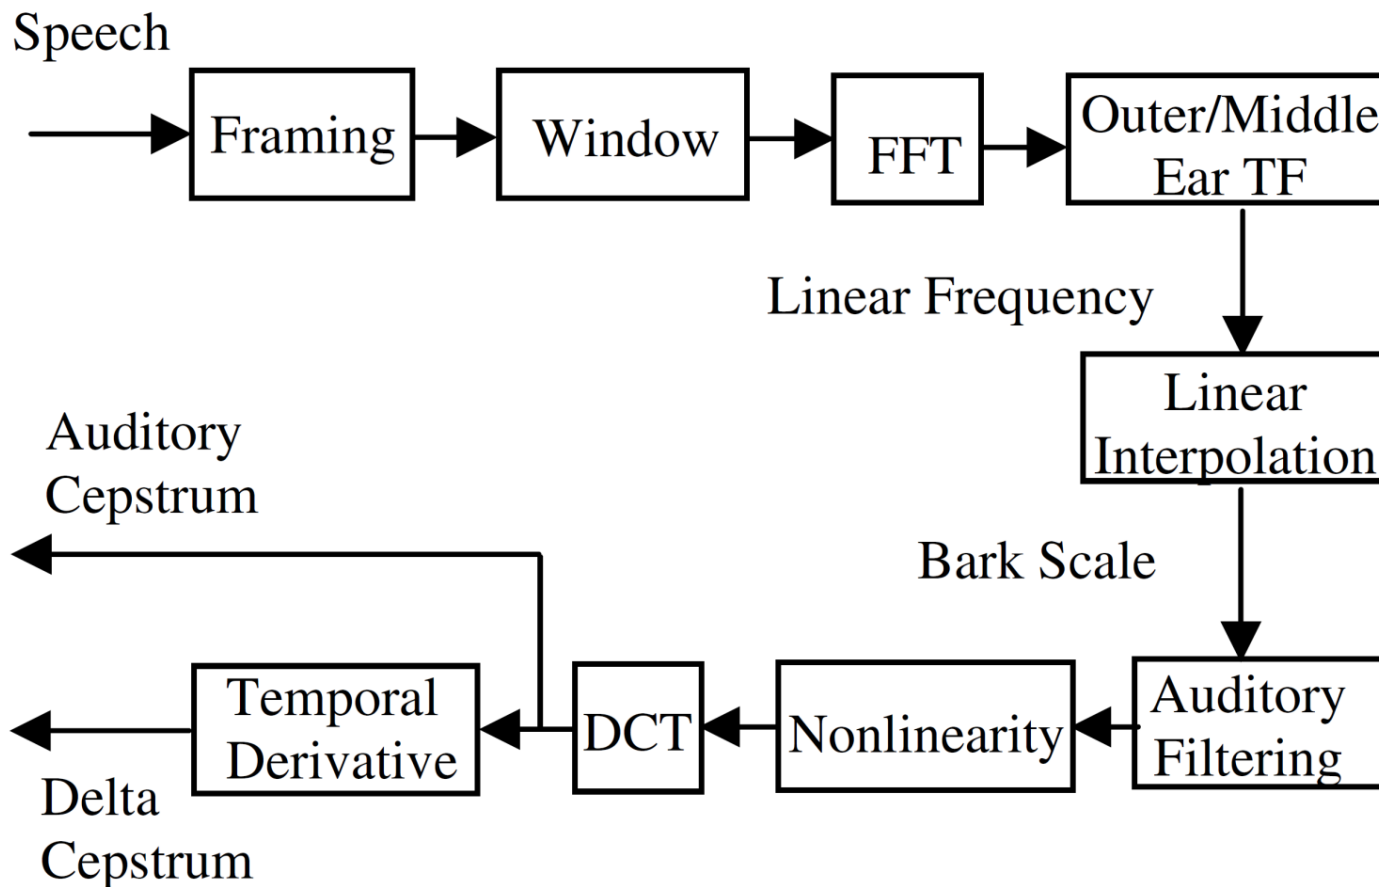 Speech
Framing
Window
FFT
Outer/Middle
Ear TF
Linear Frequency
Linear
Interpolation
Auditory
Cepstrum
Bark Scale
Temporal
Derivative
DCT
Nonlinearity
Auditory
Filtering
Delta
Cepstrum